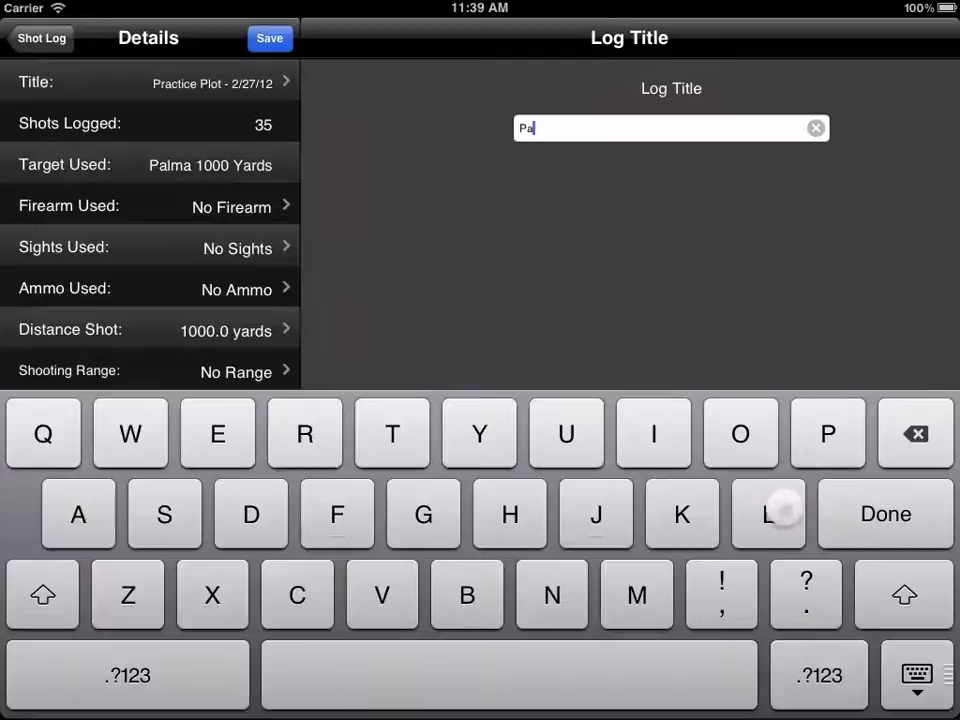 Carrier 11:39 AM 100%
Shot Log Details Save Log Title
Title: Practice Plot - 2/27/12
Log Title
Shots Logged: 35
Pa
Target Used: Palma 1000 Yards
Firearm Used: No Firearm
Sights Used: No Sights
Ammo Used: No Ammo
Distance Shot: 1000.0 yards
Shooting Range: No Range
Q W E R T Y U I O P
A S D F G H J K L Done
Z X C V B N M ! , ? .
.?123 .?123